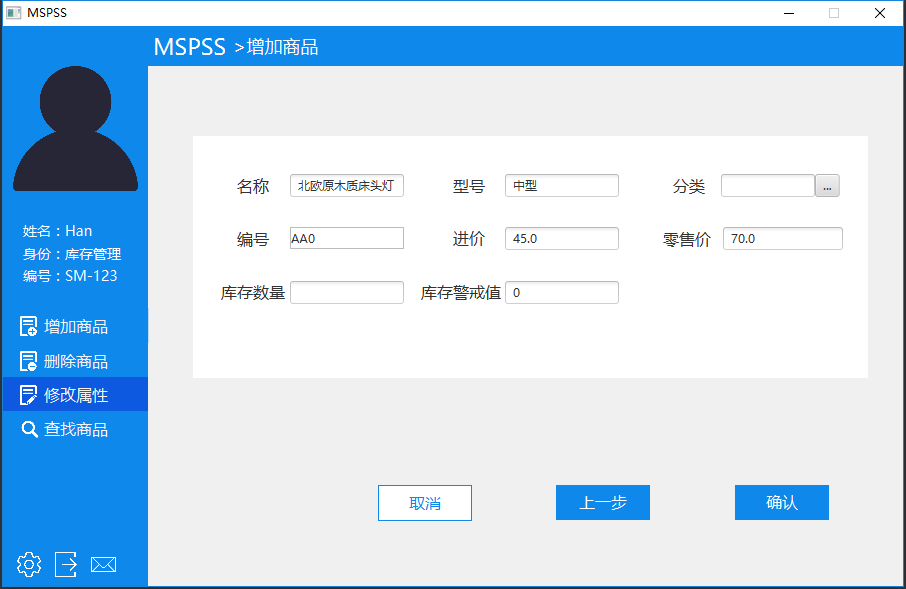 MSPSS
MSPSS >增加商品
姓名：Han
身份：库存管理
编号：SM-123
增加商品
删除商品
修改属性
查找商品
名称 北欧原木质床头灯 型号 中型 分类 ...
编号 AA0 进价 45.0 零售价 70.0
库存数量 库存警戒值 0
取消 上一步 确认